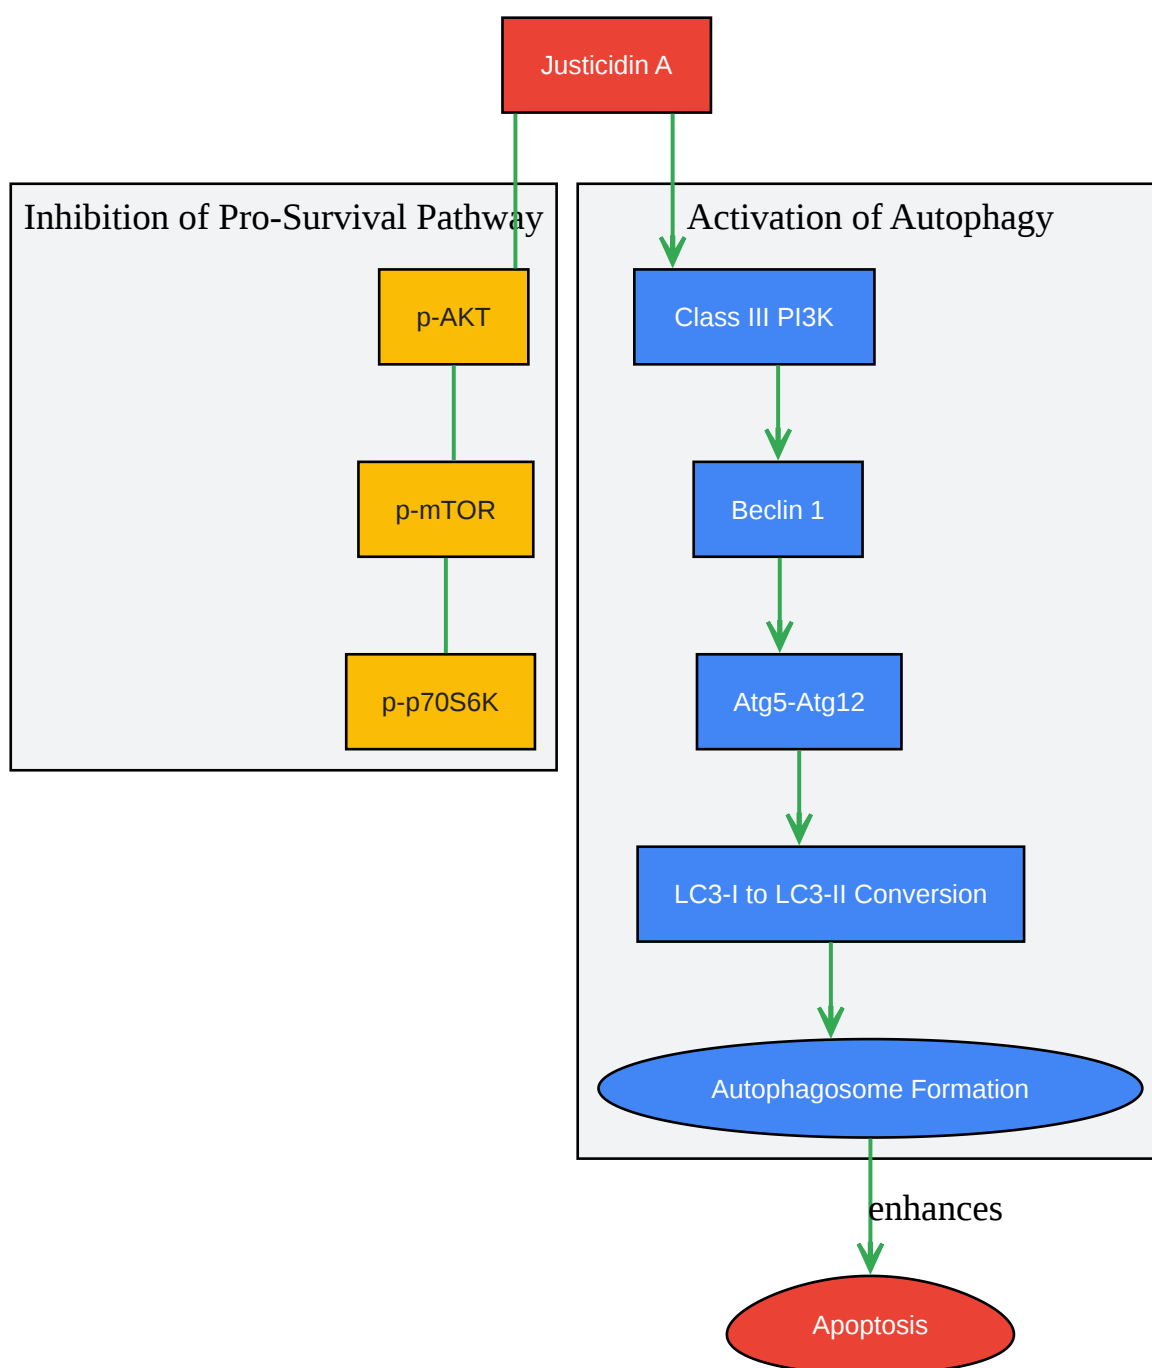 Justicidin A
Inhibition of Pro-Survival Pathway
Activation of Autophagy
p-AKT
Class III PI3K
p-mTOR
Beclin 1
p-p70S6K
Atg5-Atg12
LC3-I to LC3-II Conversion
Autophagosome Formation
enhances
Apoptosis